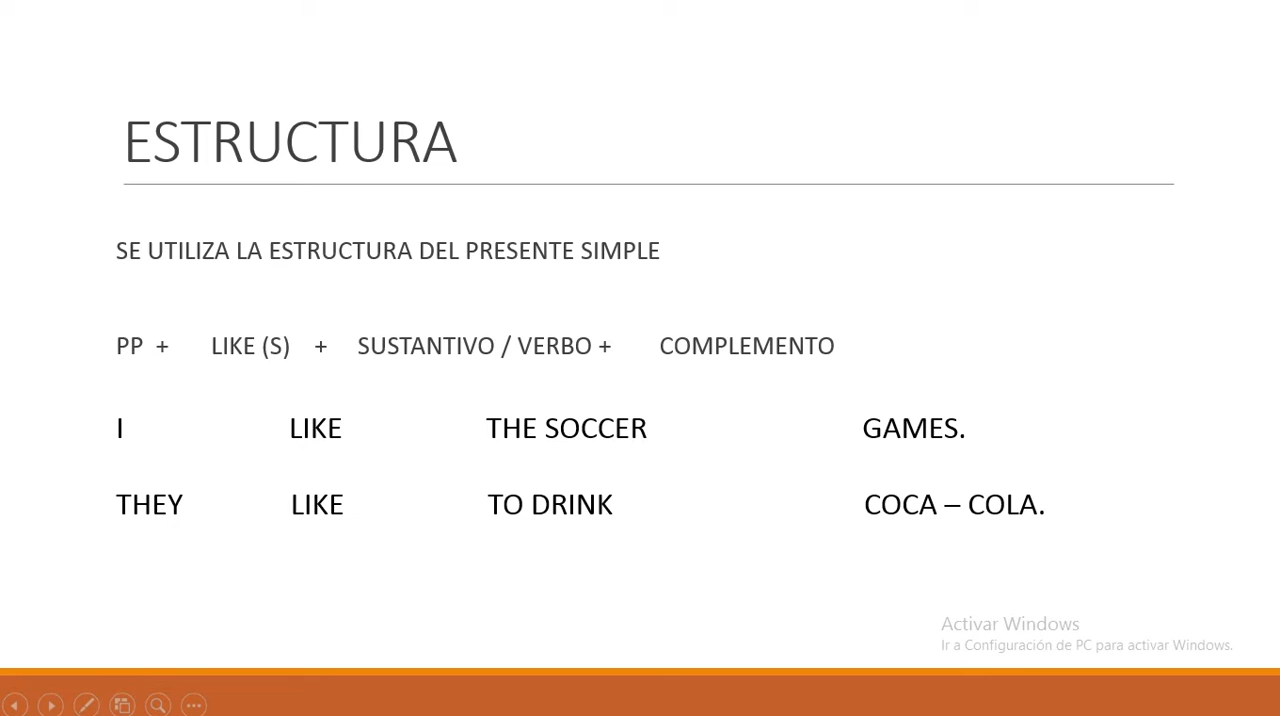 ESTRUCTURA
SE UTILIZA LA ESTRUCTURA DEL PRESENTE SIMPLE
PP + LIKE (S) + SUSTANTIVO / VERBO + COMPLEMENTO
I LIKE THE SOCCER GAMES.
THEY LIKE TO DRINK COCA – COLA.
Activar Windows
Ir a Configuración de PC para activar Windows.